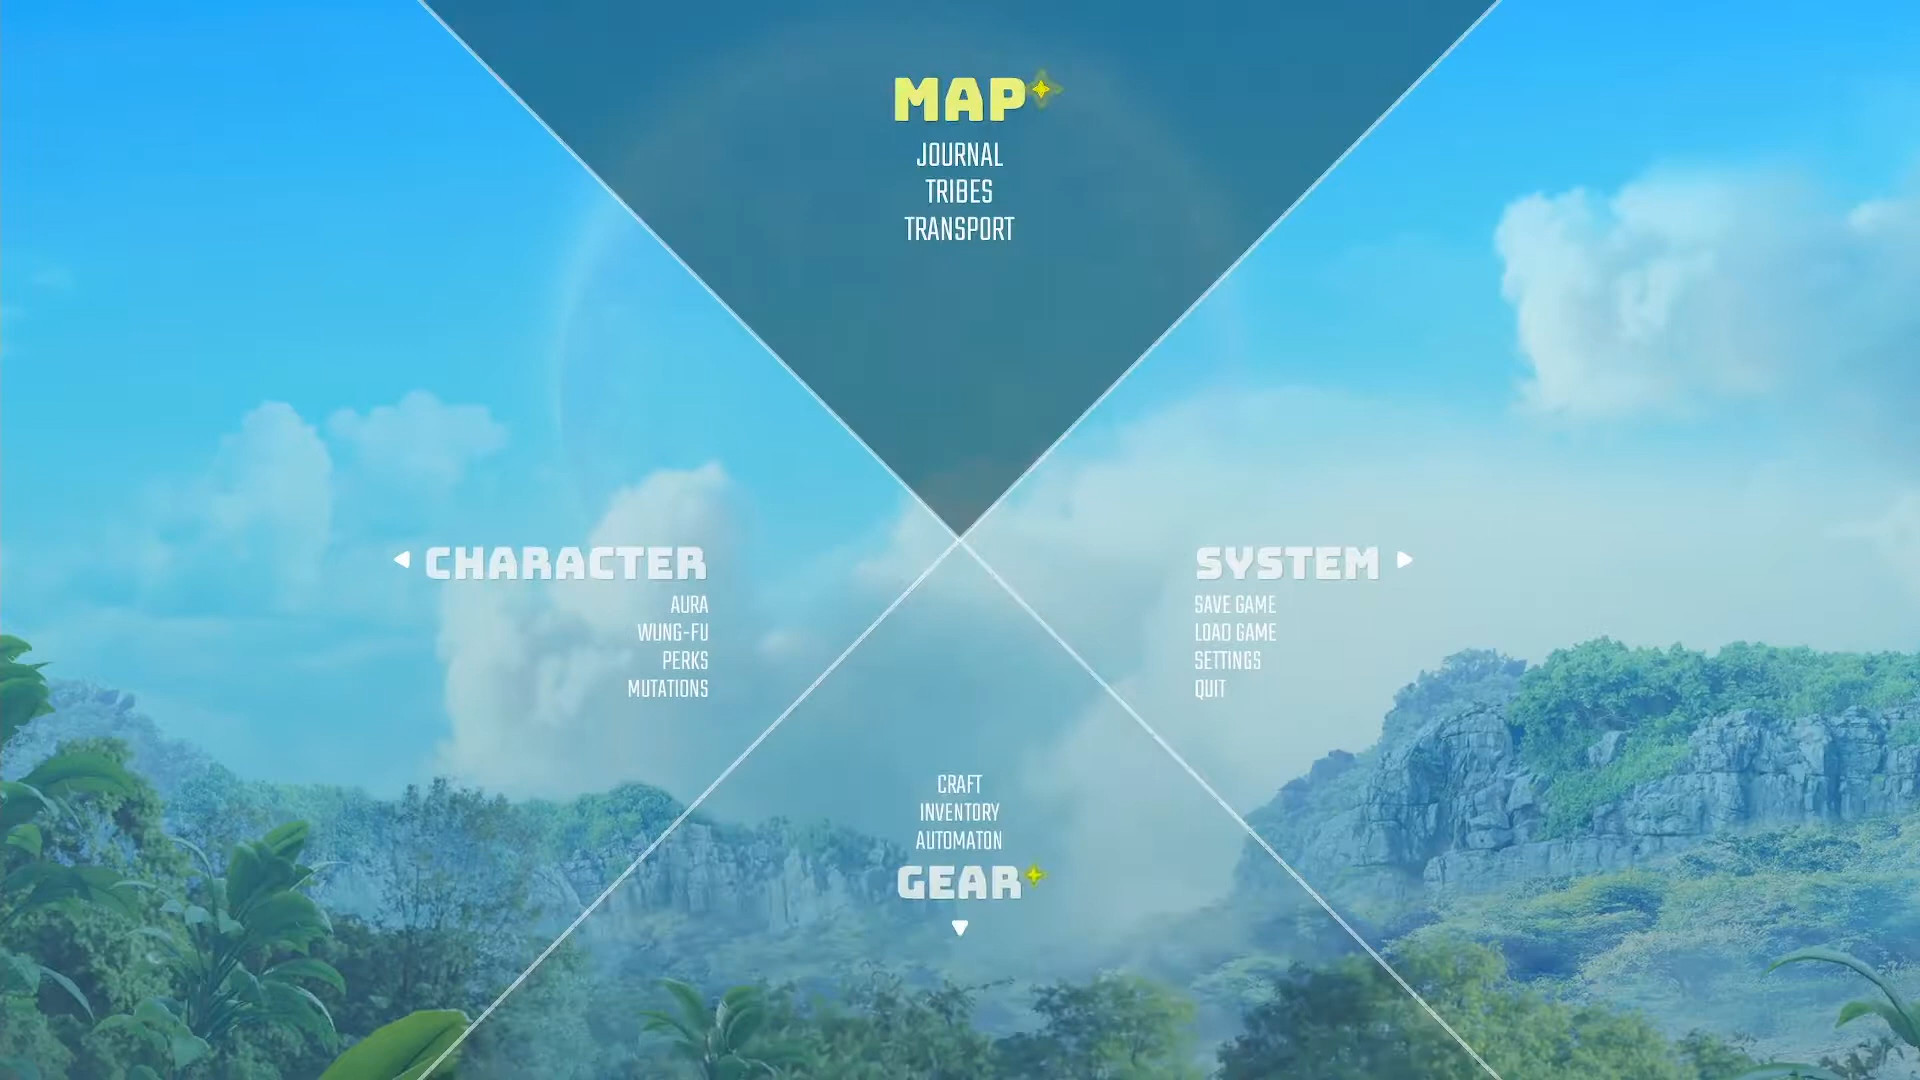 MAP
JOURNAL
TRIBES
TRANSPORT
CHARACTER
AURA
WUNG-FU
PERKS
MUTATIONS
SYSTEM
SAVE GAME
LOAD GAME
SETTINGS
QUIT
CRAFT
INVENTORY
AUTOMATON
GEAR